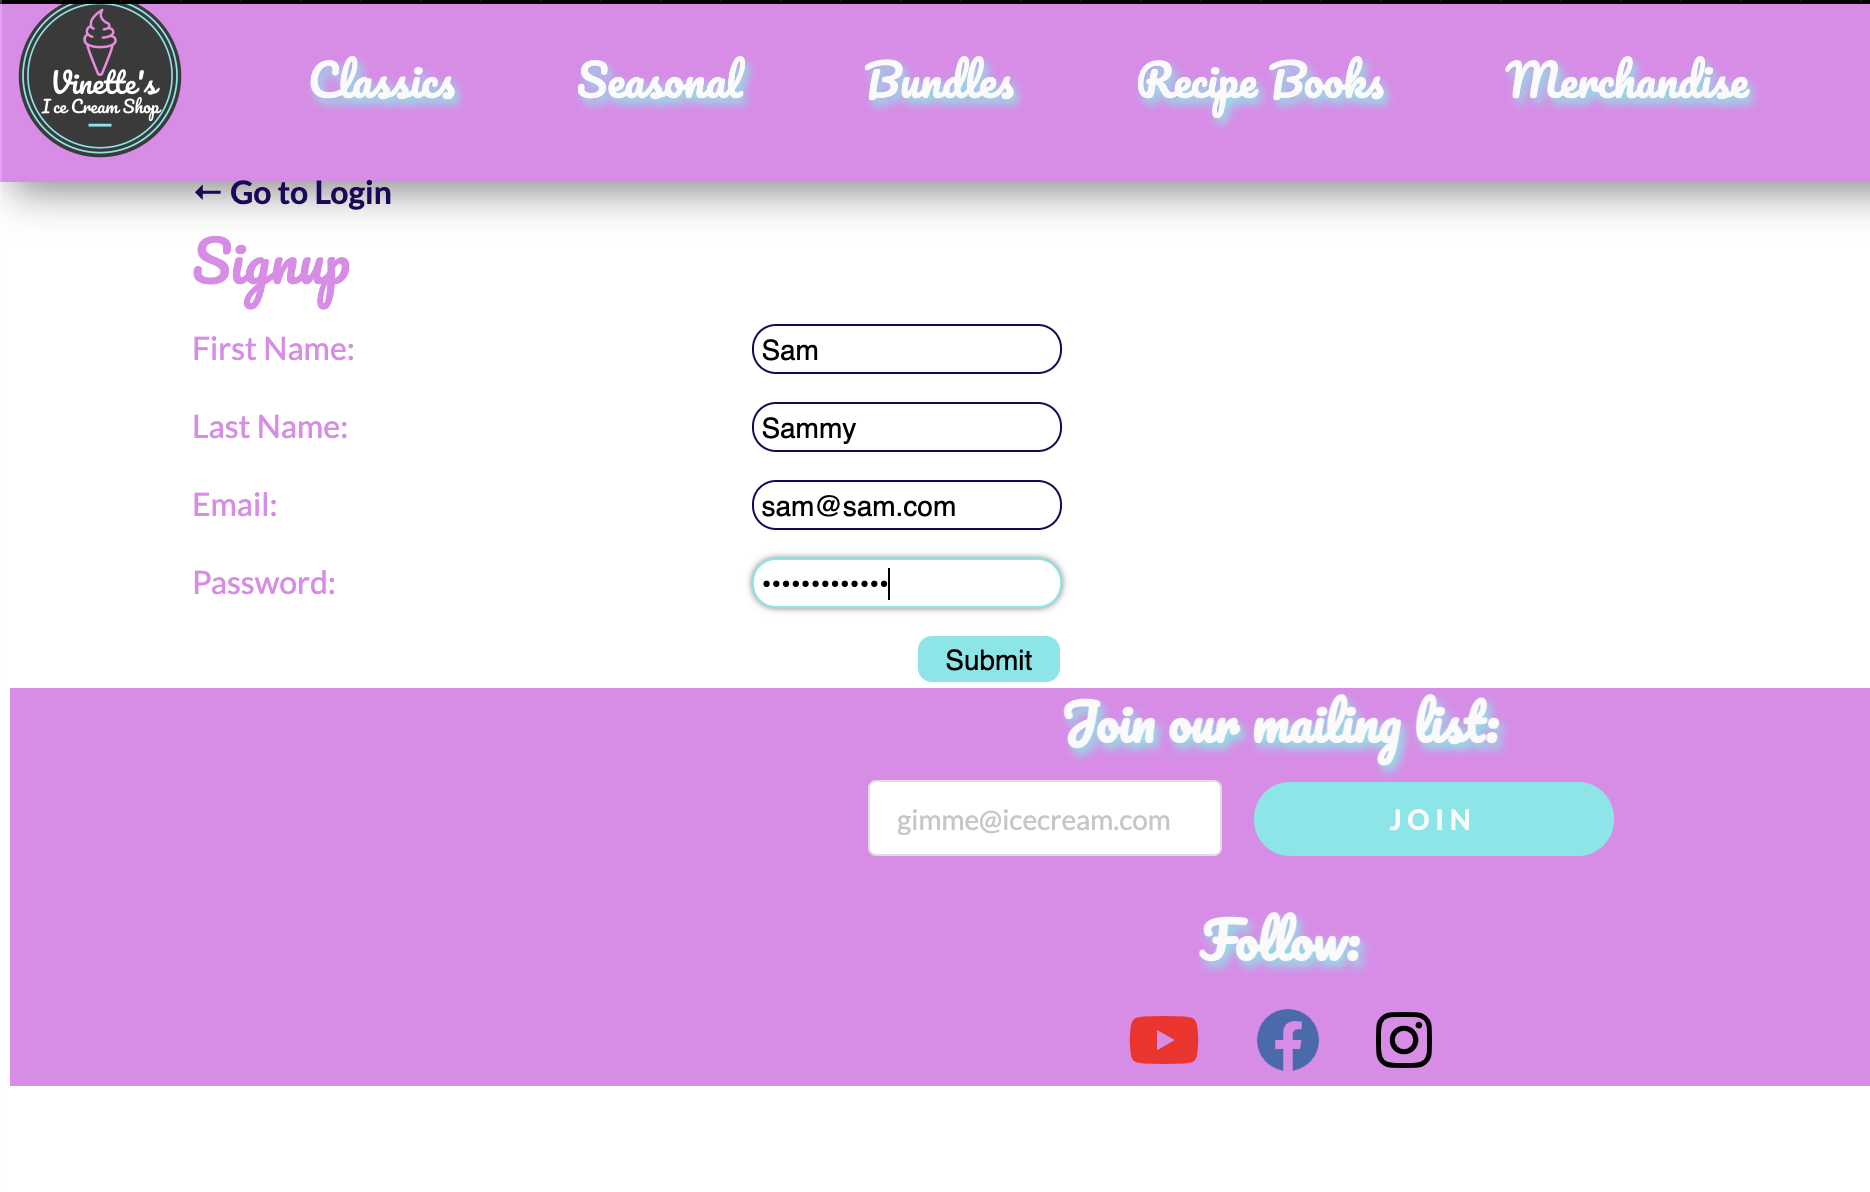 Vinette's
Ice Cream Shop
Classics Seasonal Bundles Recipe Books Merchandise
← Go to Login
Signup
First Name: Sam
Last Name: Sammy
Email: sam@sam.com
Password: •••••••••••••
Submit
Join our mailing list:
gimme@icecream.com JOIN
Follow: